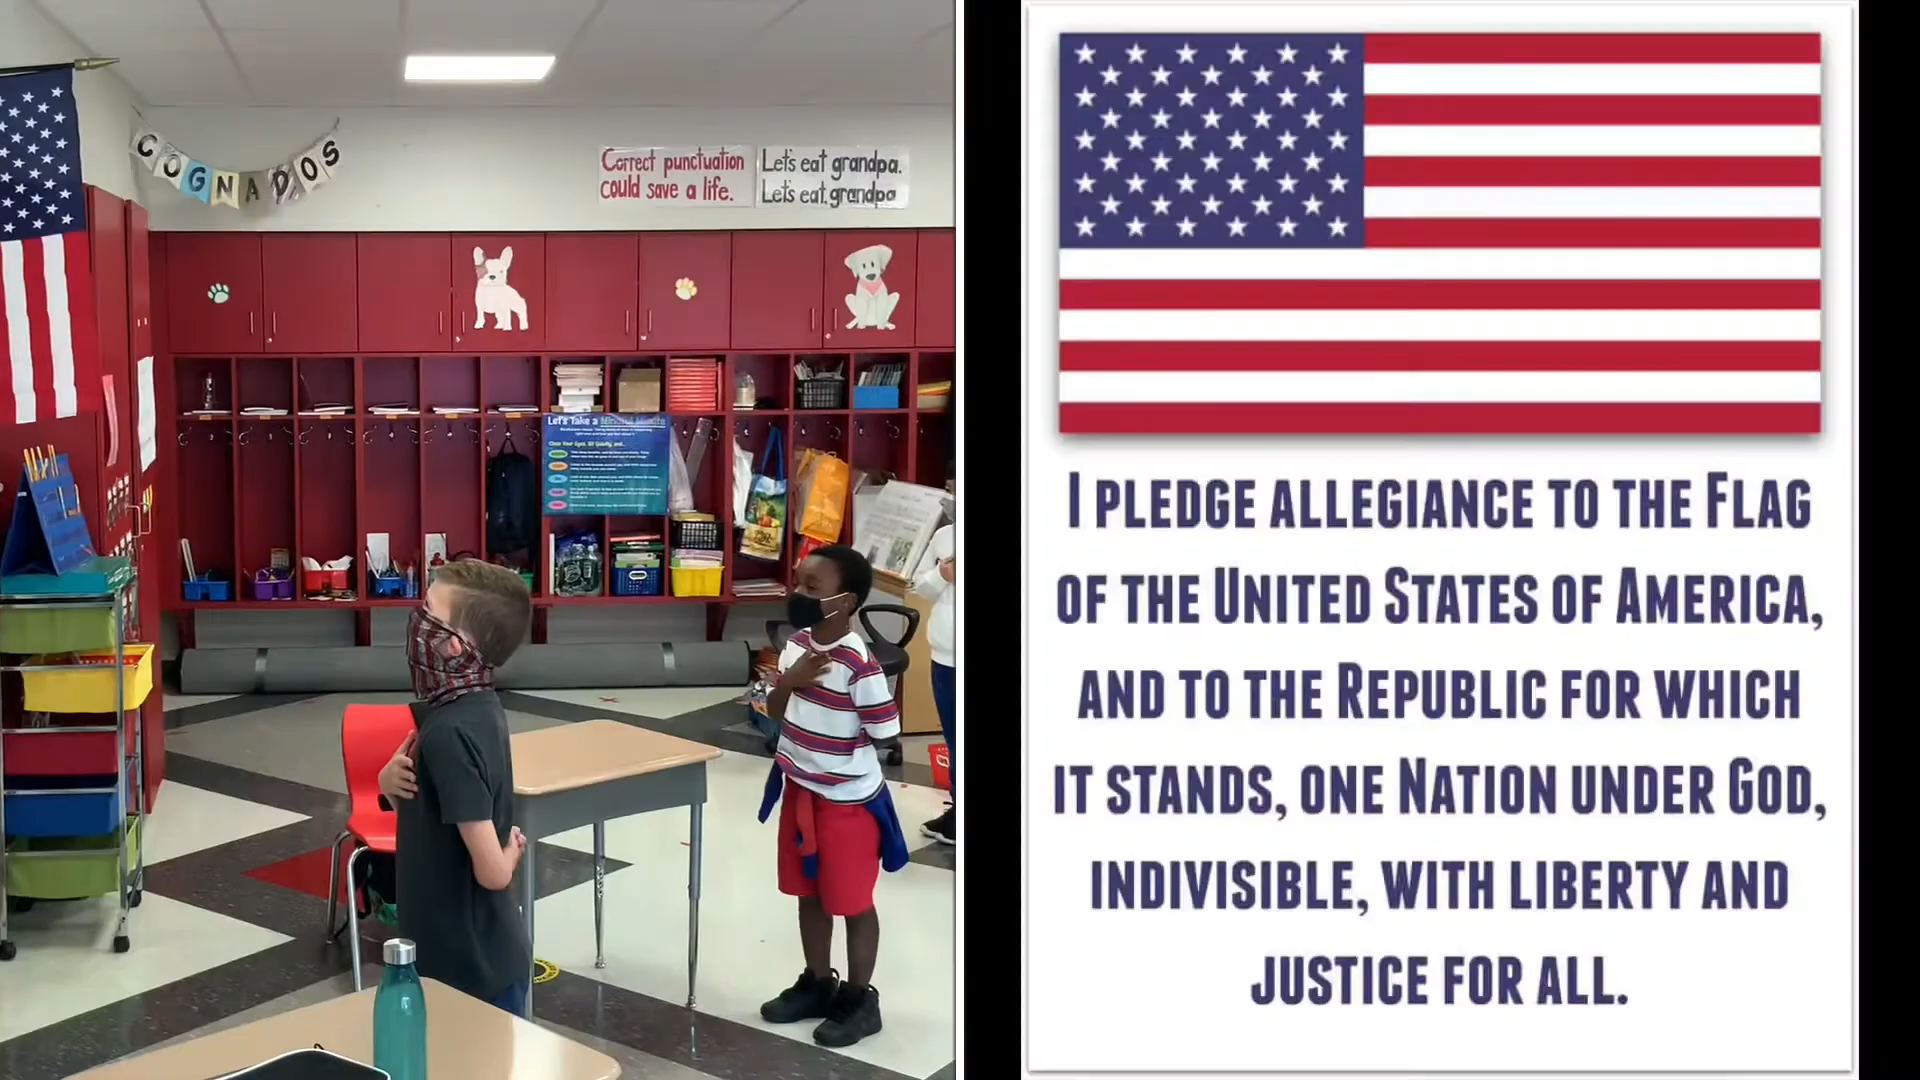 COGNADOS
Correct punctuation
could save a life.
Let's eat grandpa.
Let's eat, grandpa
Let's Take a Mindful Minute
I PLEDGE ALLEGIANCE TO THE FLAG
OF THE UNITED STATES OF AMERICA,
AND TO THE REPUBLIC FOR WHICH
IT STANDS, ONE NATION UNDER GOD,
INDIVISIBLE, WITH LIBERTY AND
JUSTICE FOR ALL.